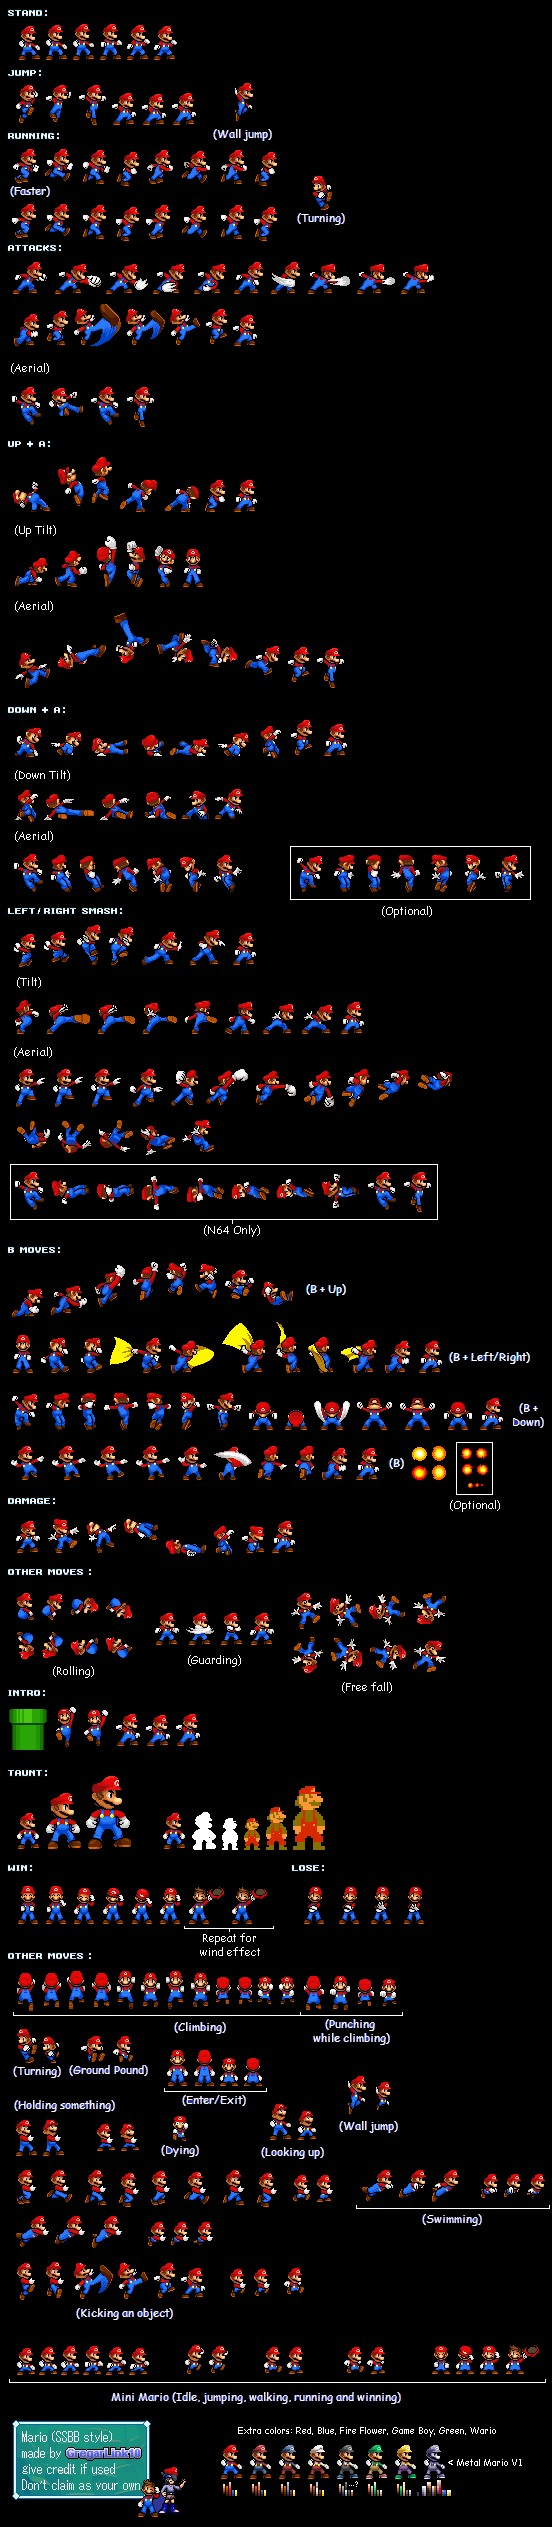 STAND:
JUMP:
(Wall jump)
RUNNING:
(Faster)
(Turning)
ATTACKS:
(Aerial)
UP + A:
(Up Tilt)
(Aerial)
DOWN + A:
(Down Tilt)
(Aerial)
(Optional)
LEFT/RIGHT SMASH:
(Tilt)
(Aerial)
(N64 Only)
B MOVES:
(B + Up)
(B + Left/Right)
(B +
Down)
(B)
(Optional)
DAMAGE:
OTHER MOVES:
(Rolling)
(Guarding)
(Free fall)
INTRO:
TAUNT:
WIN:
LOSE:
Repeat for
wind effect
OTHER MOVES :
(Climbing)
(Punching
while climbing)
(Turning)
(Ground Pound)
(Enter/Exit)
(Holding something)
(Wall jump)
(Dying)
(Looking up)
(Swimming)
(Kicking an object)
Mini Mario (Idle, jumping, walking, running and winning)
Mario (SSBB style)
made by GregarLink10
give credit if used
Don't claim as your own
Extra colors: Red, Blue, Fire Flower, Game Boy, Green, Wario
< Metal Mario V1
...?